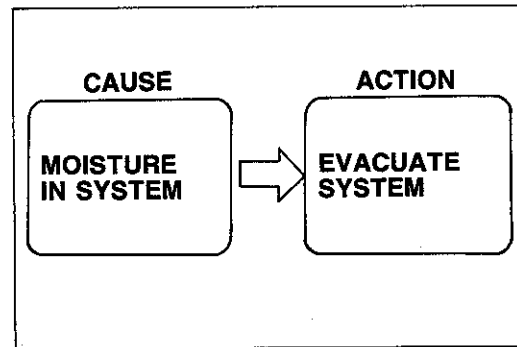 CAUSE
ACTION
MOISTURE
IN SYSTEM
EVACUATE
SYSTEM